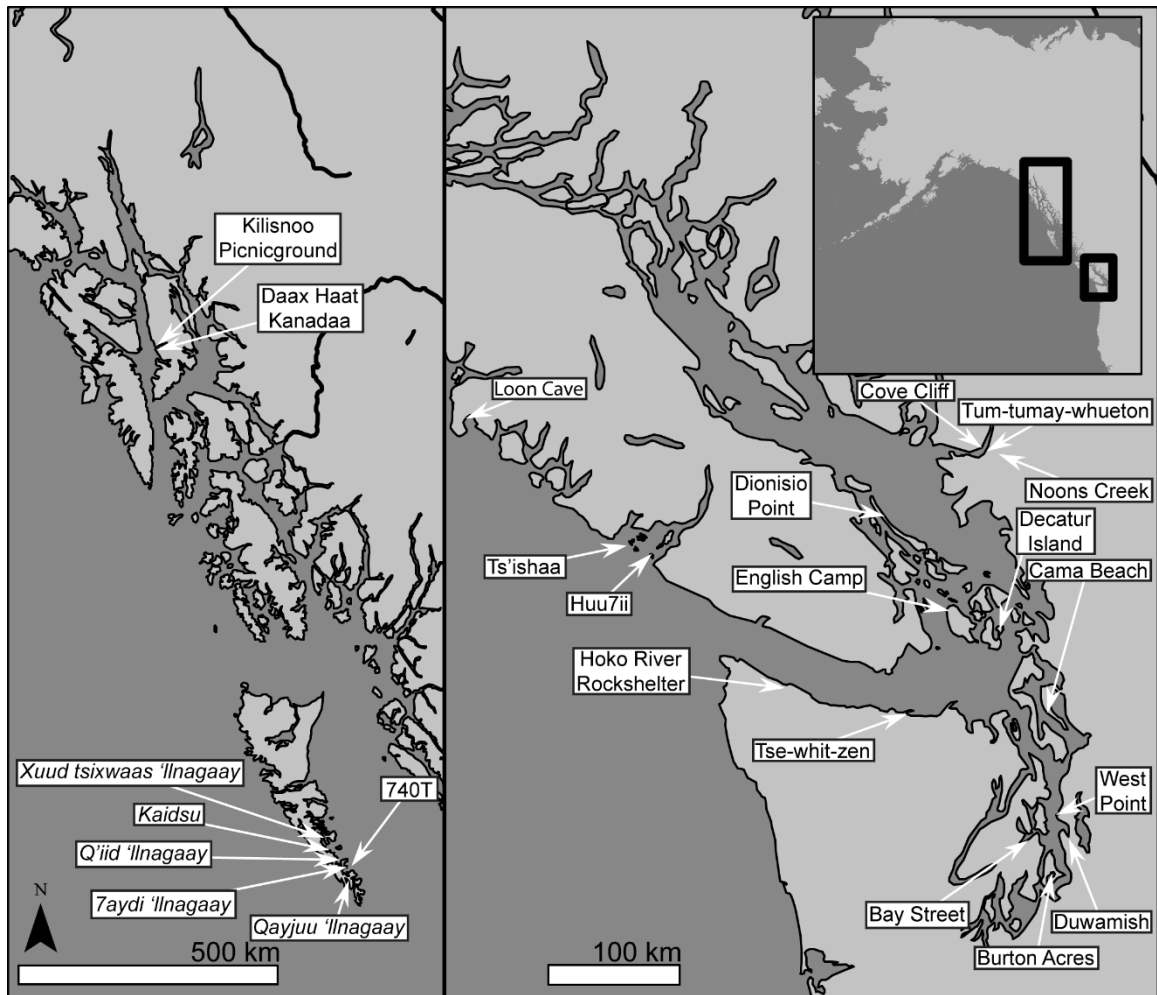 Kilisnoo
Picnicground
Daax Haat
Kanadaa
Xuud tsixwaas ‘llnagaay
740T
Kaidsu
Q’iid ‘llnagaay
7aydi ‘llnagaay
Qayjuu ‘llnagaay
N
500 km
Loon Cave
Cove Cliff
Tum-tumay-whueton
Noons Creek
Dionisio
Point
Decatur
Island
Ts’ishaa
Cama Beach
English Camp
Huu7ii
Hoko River
Rockshelter
Tse-whit-zen
West
Point
Bay Street
Duwamish
Burton Acres
100 km